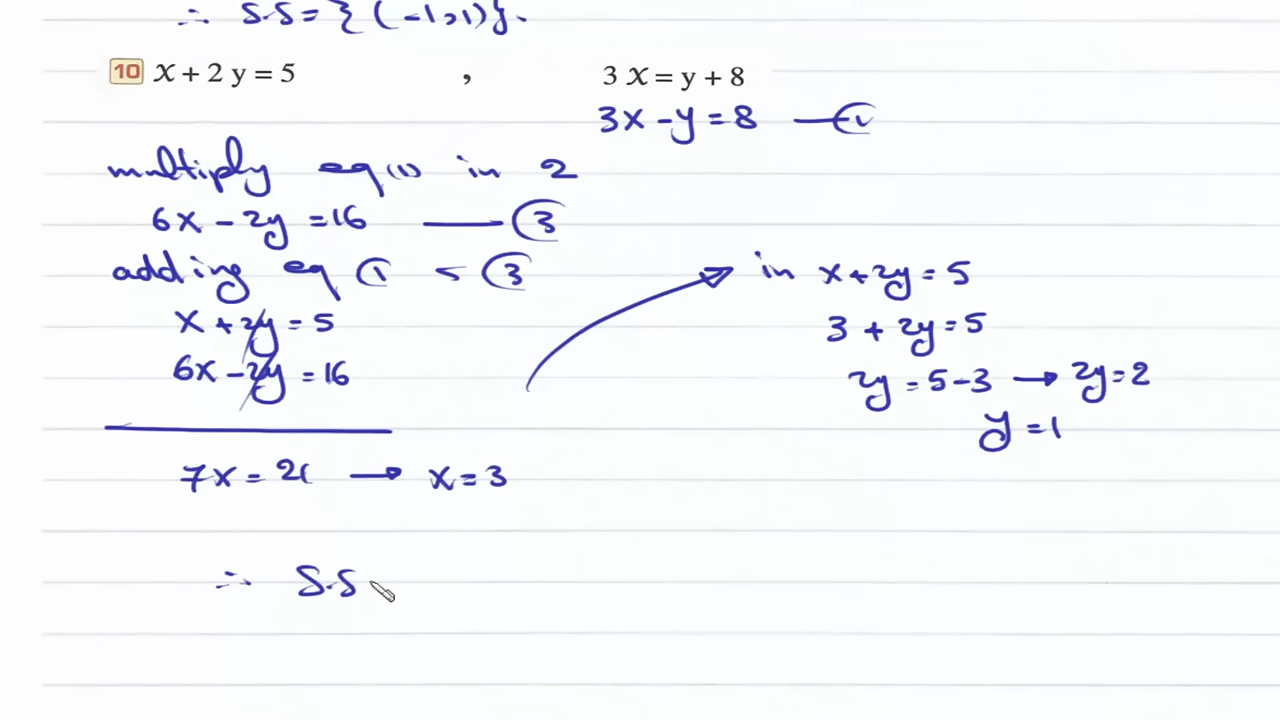 ∴ S.S = { (-1,1)}.
10 x + 2 y = 5 , 3 x = y + 8
3x - y = 8
multiply eq(1) in 2
6x - 2y = 16 — 3
adding eq 1 < 3
x + 2y = 5
6x - 2y = 16
7x = 21 → x = 3
in x + 2y = 5
3 + 2y = 5
2y = 5-3 → 2y = 2
y = 1
∴ S.S